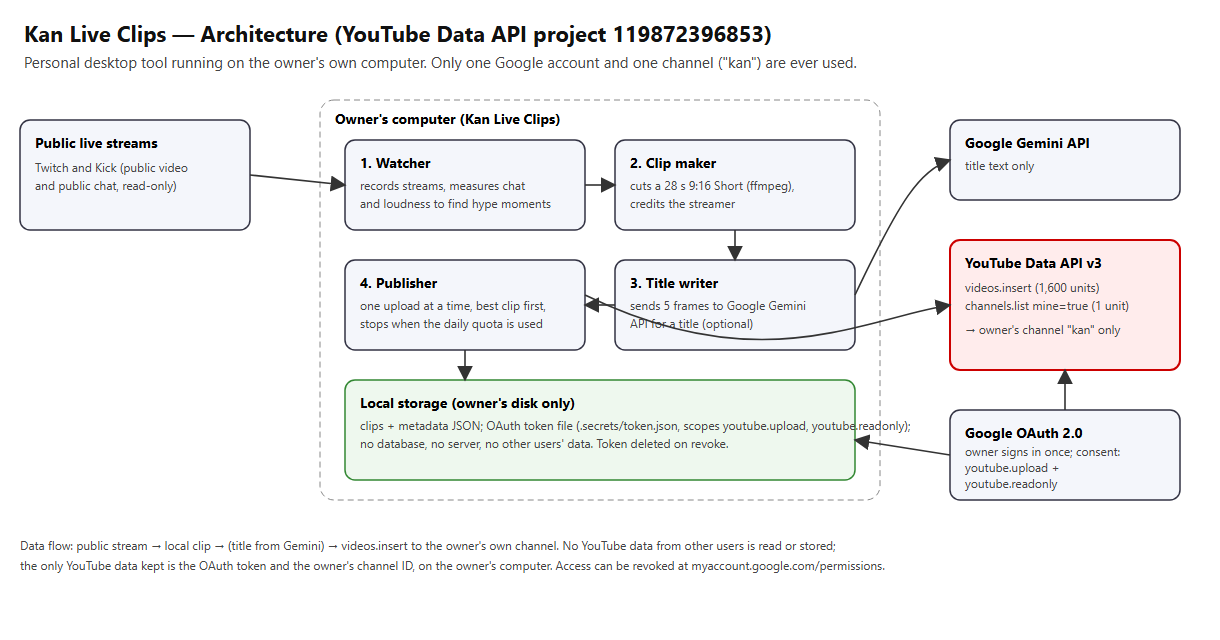 Kan Live Clips — Architecture (YouTube Data API project 119872396853)
Personal desktop tool running on the owner's own computer. Only one Google account and one channel ("kan") are ever used.
Public live streams
Twitch and Kick (public video
and public chat, read-only)
Owner's computer (Kan Live Clips)
1. Watcher
records streams, measures chat
and loudness to find hype moments
2. Clip maker
cuts a 28 s 9:16 Short (ffmpeg),
credits the streamer
4. Publisher
one upload at a time, best clip first,
stops when the daily quota is used
3. Title writer
sends 5 frames to Google Gemini
API for a title (optional)
Local storage (owner's disk only)
clips + metadata JSON; OAuth token file (.secrets/token.json, scopes youtube.upload, youtube.readonly);
no database, no server, no other users' data. Token deleted on revoke.
Google Gemini API
title text only
YouTube Data API v3
videos.insert (1,600 units)
channels.list mine=true (1 unit)
→ owner's channel "kan" only
Google OAuth 2.0
owner signs in once; consent:
youtube.upload +
youtube.readonly
Data flow: public stream → local clip → (title from Gemini) → videos.insert to the owner's own channel. No YouTube data from other users is read or stored;
the only YouTube data kept is the OAuth token and the owner's channel ID, on the owner's computer. Access can be revoked at myaccount.google.com/permissions.